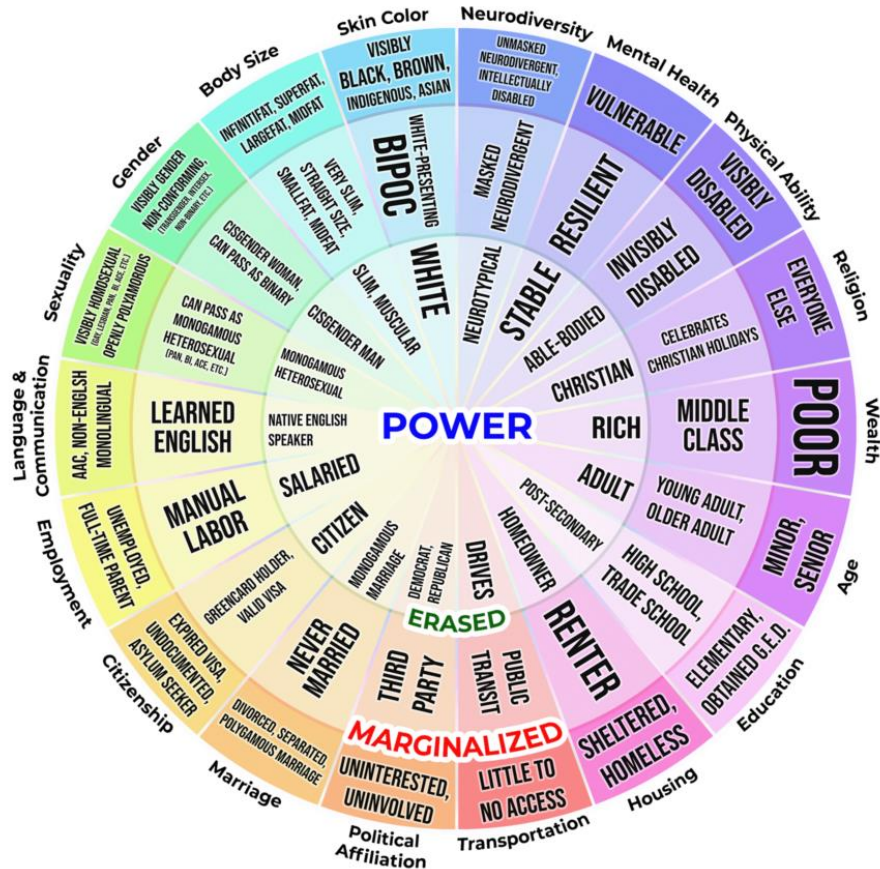 Skin Color
VISIBLY
BLACK, BROWN,
INDIGENOUS, ASIAN
WHITE-PRESENTING
BIPOC
WHITE
Neurodiversity
UNMASKED
NEURODIVERGENT,
INTELLECTUALLY
DISABLED
MASKED
NEURODIVERGENT
NEUROTYPICAL
Mental Health
VULNERABLE
RESILIENT
STABLE
Physical Ability
VISIBLY
DISABLED
INVISIBLY
DISABLED
ABLE-BODIED
Religion
EVERYONE
ELSE
CELEBRATES
CHRISTIAN HOLIDAYS
CHRISTIAN
Wealth
POOR
MIDDLE
CLASS
RICH
Age
MINOR,
SENIOR
YOUNG ADULT,
OLDER ADULT
ADULT
Education
ELEMENTARY,
OBTAINED G.E.D.
HIGH SCHOOL,
TRADE SCHOOL
POST-SECONDARY
Housing
SHELTERED,
HOMELESS
RENTER
HOMEOWNER
Transportation
LITTLE TO
NO ACCESS
PUBLIC
TRANSIT
DRIVES
Political
Affiliation
UNINTERESTED,
UNINVOLVED
THIRD
PARTY
DEMOCRAT,
REPUBLICAN
Marriage
DIVORCED, SEPARATED,
POLYGAMOUS MARRIAGE
NEVER
MARRIED
MONOGAMOUS
MARRIAGE
Citizenship
EXPIRED VISA,
UNDOCUMENTED,
ASYLUM SEEKER
GREENCARD HOLDER,
VALID VISA
CITIZEN
Employment
UNEMPLOYED,
FULL-TIME PARENT
MANUAL
LABOR
SALARIED
Language &
Communication
AAC, NON-ENGLSH
MONOLINGUAL
LEARNED
ENGLISH
NATIVE ENGLISH
SPEAKER
Sexuality
VISIBLY HOMOSEXUAL
(GAY, LESBIAN, PAN, BI, ACE, ETC.)
OPENLY POLYAMOROUS
CAN PASS AS
MONOGAMOUS
HETEROSEXUAL
(PAN, BI, ACE, ETC.)
MONOGAMOUS
HETEROSEXUAL
Gender
VISIBLY GENDER
NON-CONFORMING,
(TRANSGENDER, INTERSEX,
NON-BINARY, ETC.)
CISGENDER WOMAN,
CAN PASS AS BINARY
CISGENDER MAN
Body Size
INFINITIFAT, SUPERFAT,
LARGEFAT, MIDFAT
VERY SLIM,
STRAIGHT SIZE,
SMALLFAT, MIDFAT
SLIM, MUSCULAR
POWER
ERASED
MARGINALIZED